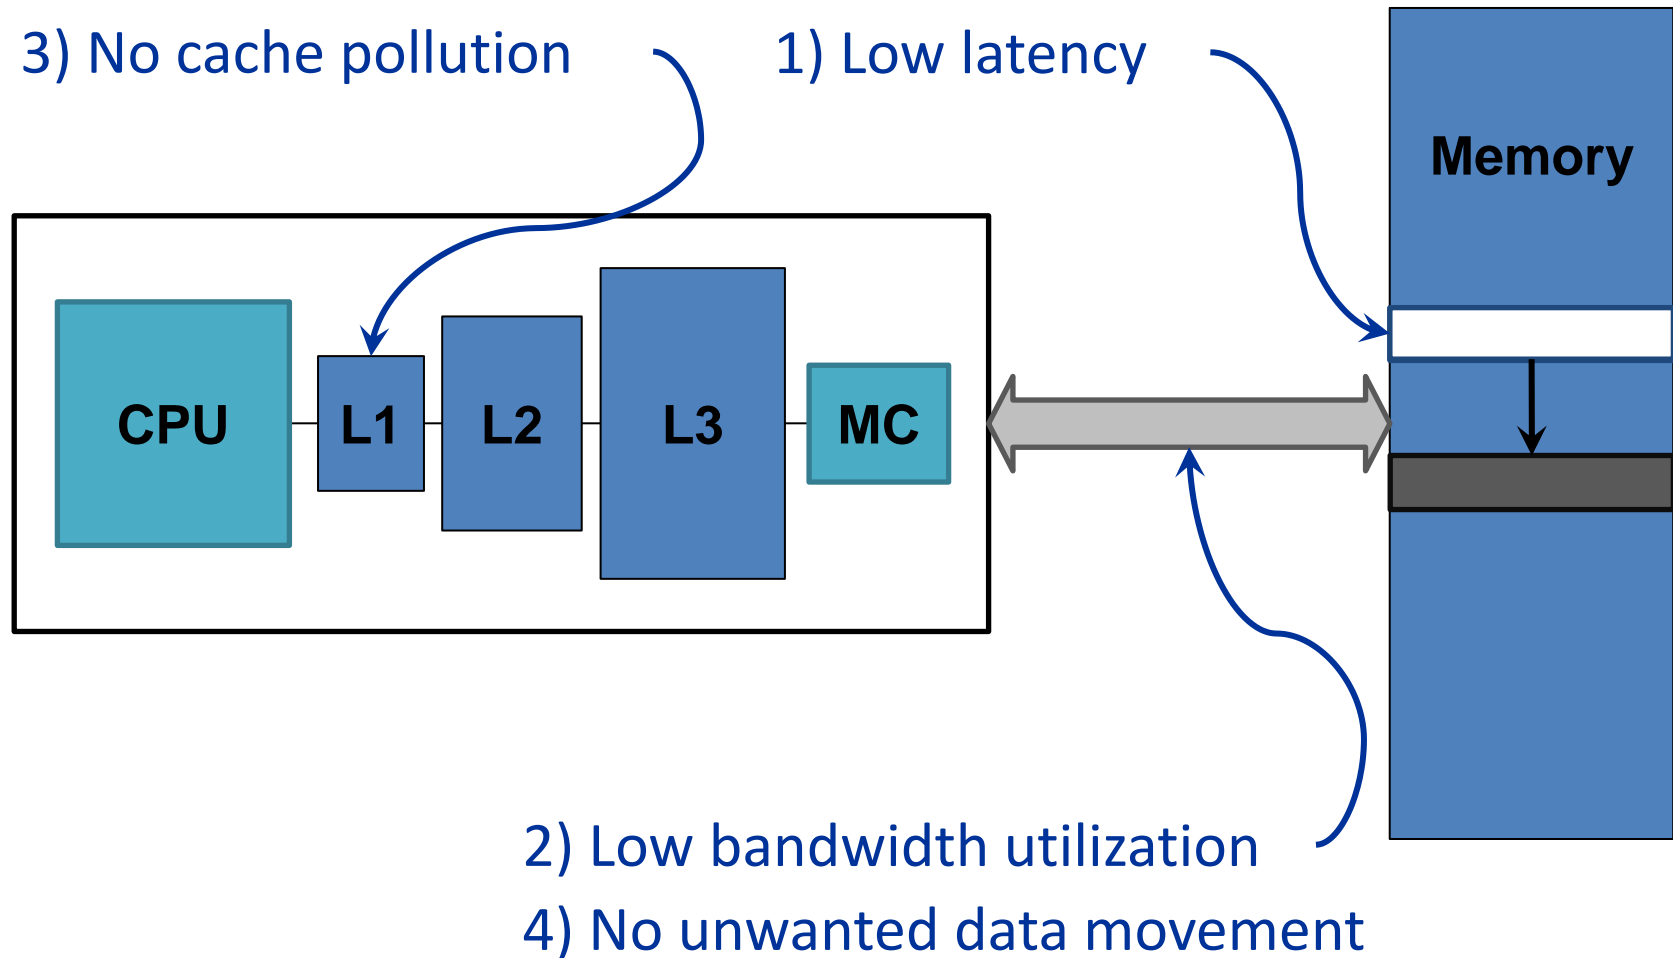 3) No cache pollution
1) Low latency
Memory
CPU
L1
L2
L3
MC
2) Low bandwidth utilization
4) No unwanted data movement